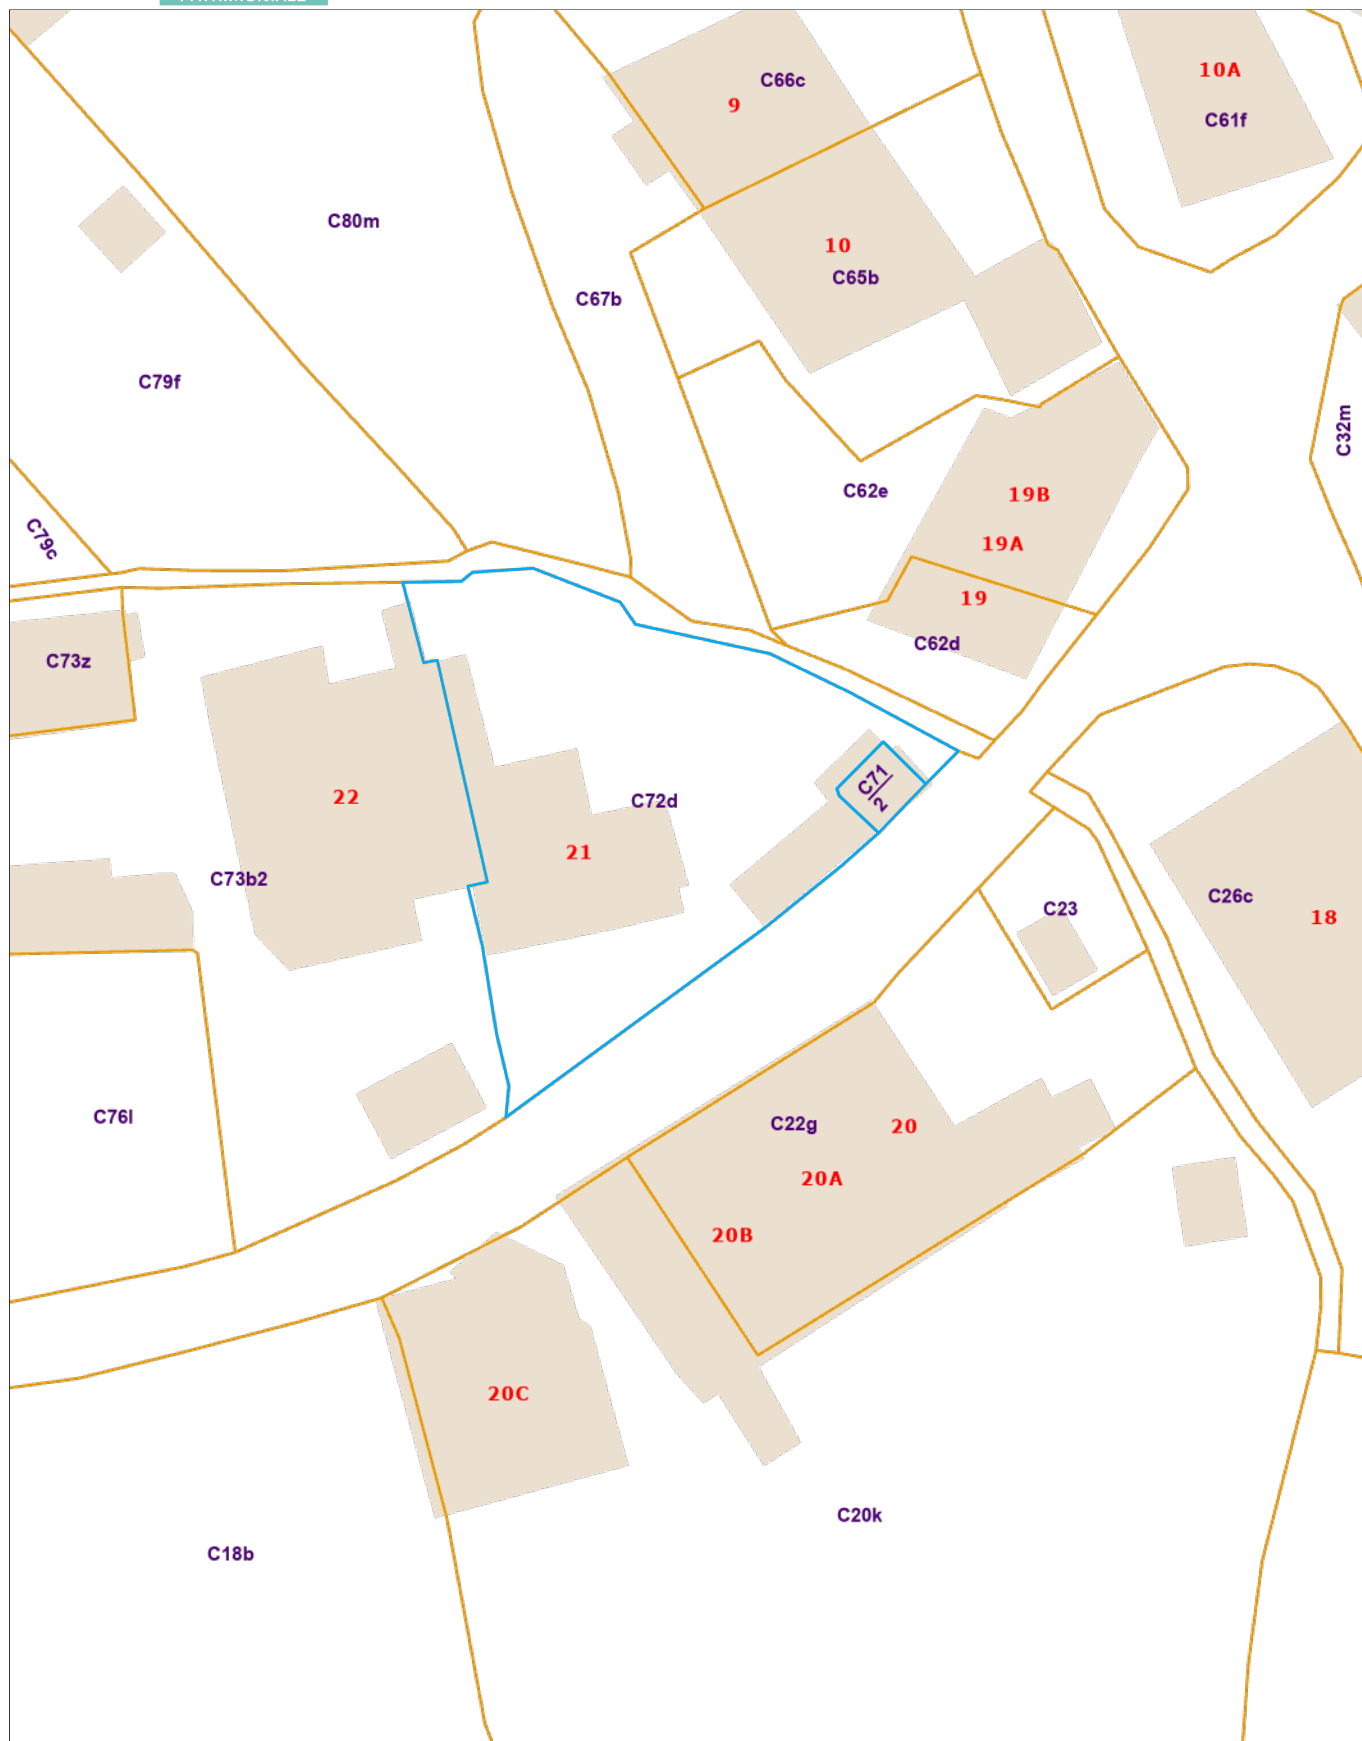 PATRIMONIALE
10A
C66c
9
C61f
C80m
10
C65b
C67b
C79f
C32m
C62e
19B
C79c
19A
19
C62d
C73z
C71
2
22
C72d
21
C73b2
C26c
C23
18
C76l
C22g
20
20A
20B
20C
C20k
C18b